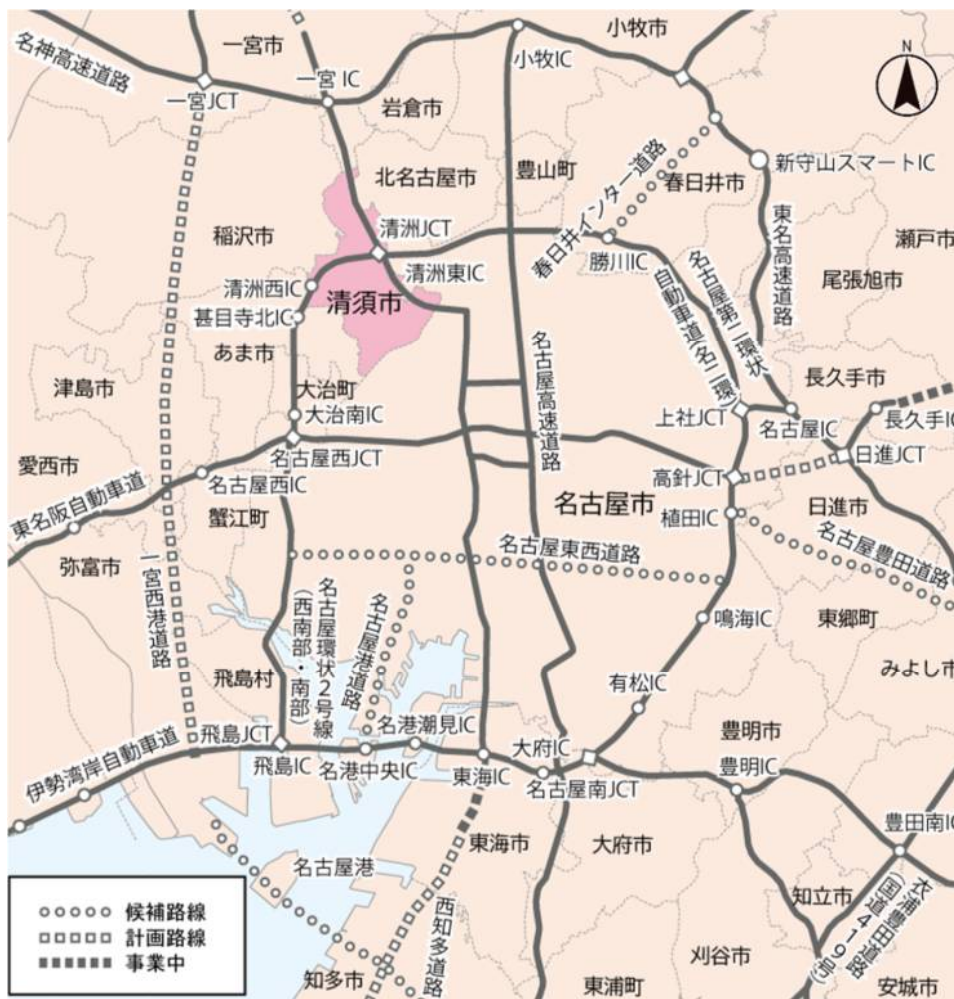 小牧市
一宮市
名神高速道路
一宮 IC
小牧IC
N
一宮JCT
岩倉市
新守山スマートIC
北名古屋市
豊山町
春日井インター道路
春日井市
稲沢市
清洲JCT
東名高速道路
瀬戸市
清洲東IC
勝川IC
尾張旭市
清洲西IC
清須市
名古屋第二環状
自動車道(名二環)
甚目寺北IC
あま市
名古屋高速道路
津島市
大治町
長久手市
大治南IC
上社JCT
名古屋IC
長久手IC
愛西市
名古屋西JCT
日進JCT
名古屋西IC
高針JCT
名古屋市
東名阪自動車道
蟹江町
植田IC
日進市
弥富市
名古屋東西道路
名古屋豊田道路
一宮西港道路
名古屋環状2号線
(西南部・南部)
名古屋港道路
鳴海IC
東郷町
みよし市
飛島村
有松IC
名港潮見IC
豊明市
飛島JCT
大府IC
伊勢湾岸自動車道
飛島IC
名港中央IC
東海IC
名古屋南JCT
豊明IC
豊田南IC
東海市
大府市
名古屋港
知立市
衣浦豊田道路
(国道419号)
西知多道路
刈谷市
知多市
東浦町
安城市
候補路線
計画路線
事業中